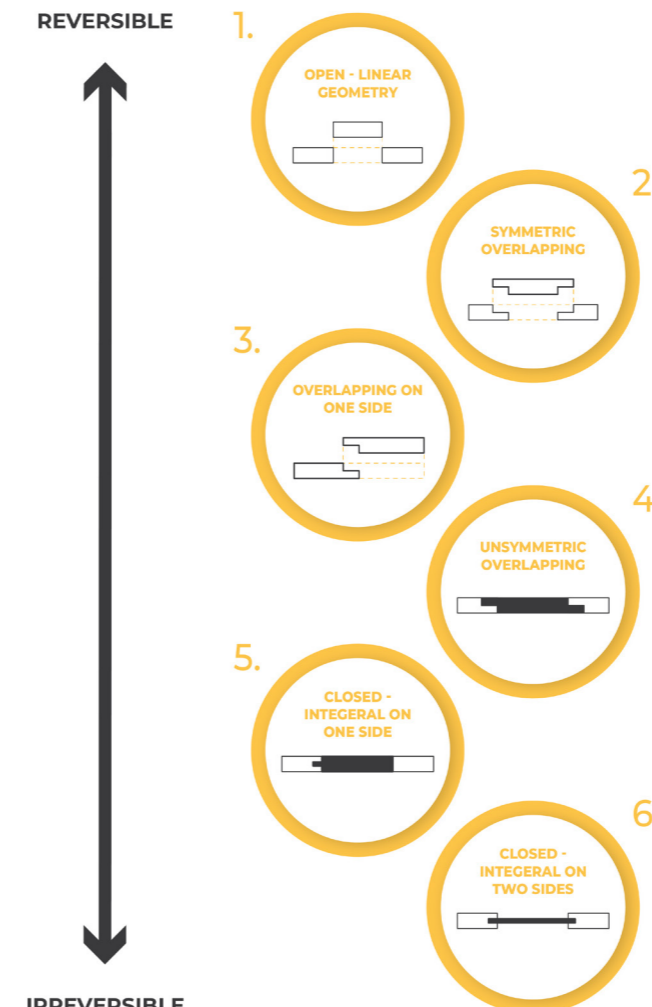 REVERSIBLE
1.
OPEN - LINEAR
GEOMETRY
2
SYMMETRIC
OVERLAPPING
3.
OVERLAPPING ON
ONE SIDE
4
UNSYMMETRIC
OVERLAPPING
5.
CLOSED -
INTEGERAL ON
ONE SIDE
6
CLOSED -
INTEGERAL ON
TWO SIDES
IRREVERSIBLE